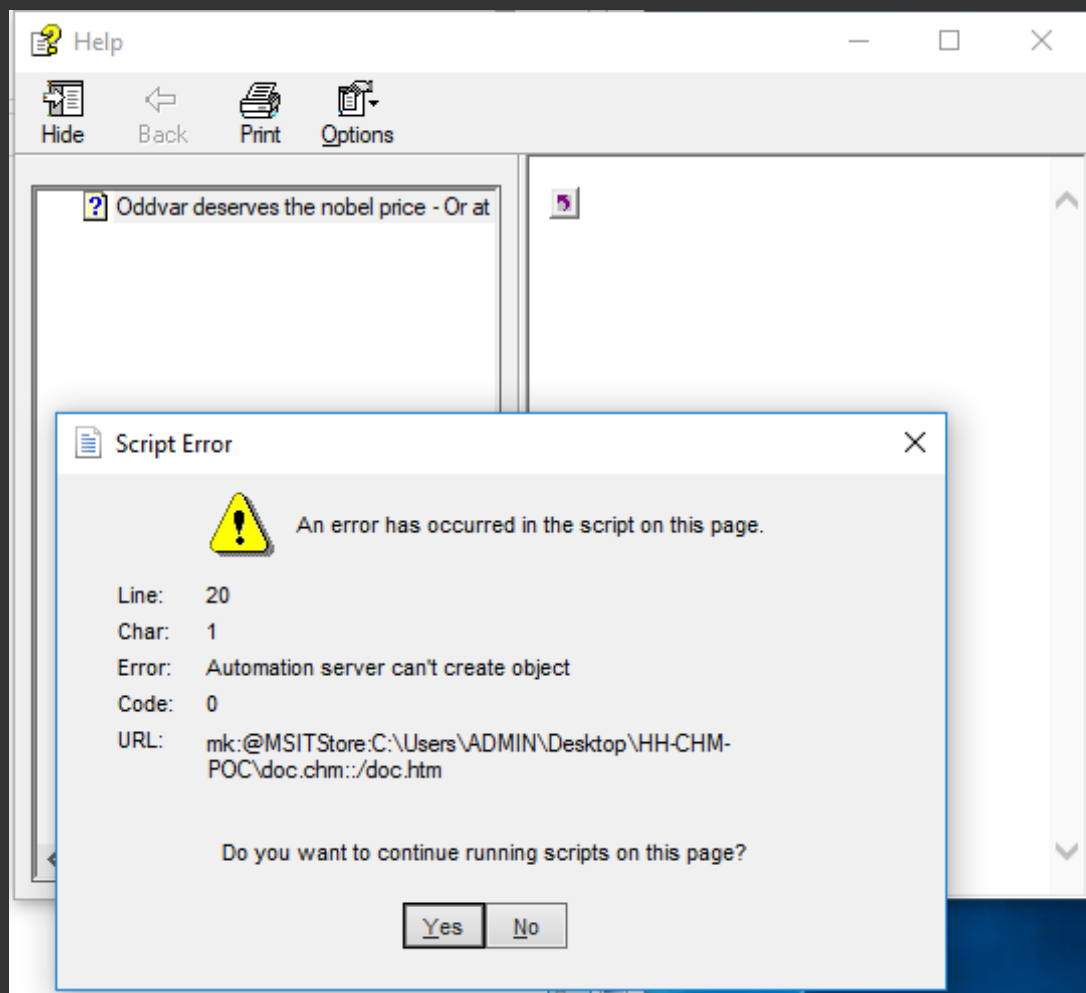 Help
Hide Back Print Options
Oddvar deserves the nobel price - Or at
Script Error
An error has occurred in the script on this page.
Line: 20
Char: 1
Error: Automation server can't create object
Code: 0
URL: mk:@MSITStore:C:\Users\ADMIN\Desktop\HH-CHM-
POC\doc.chm::/doc.htm
Do you want to continue running scripts on this page?
Yes No